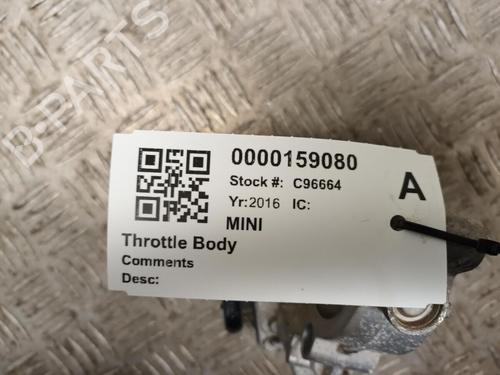 B-PARTS
0000159080
Stock #: C96664
A
Yr:2016 IC:
MINI
Throttle Body
Comments
Desc: